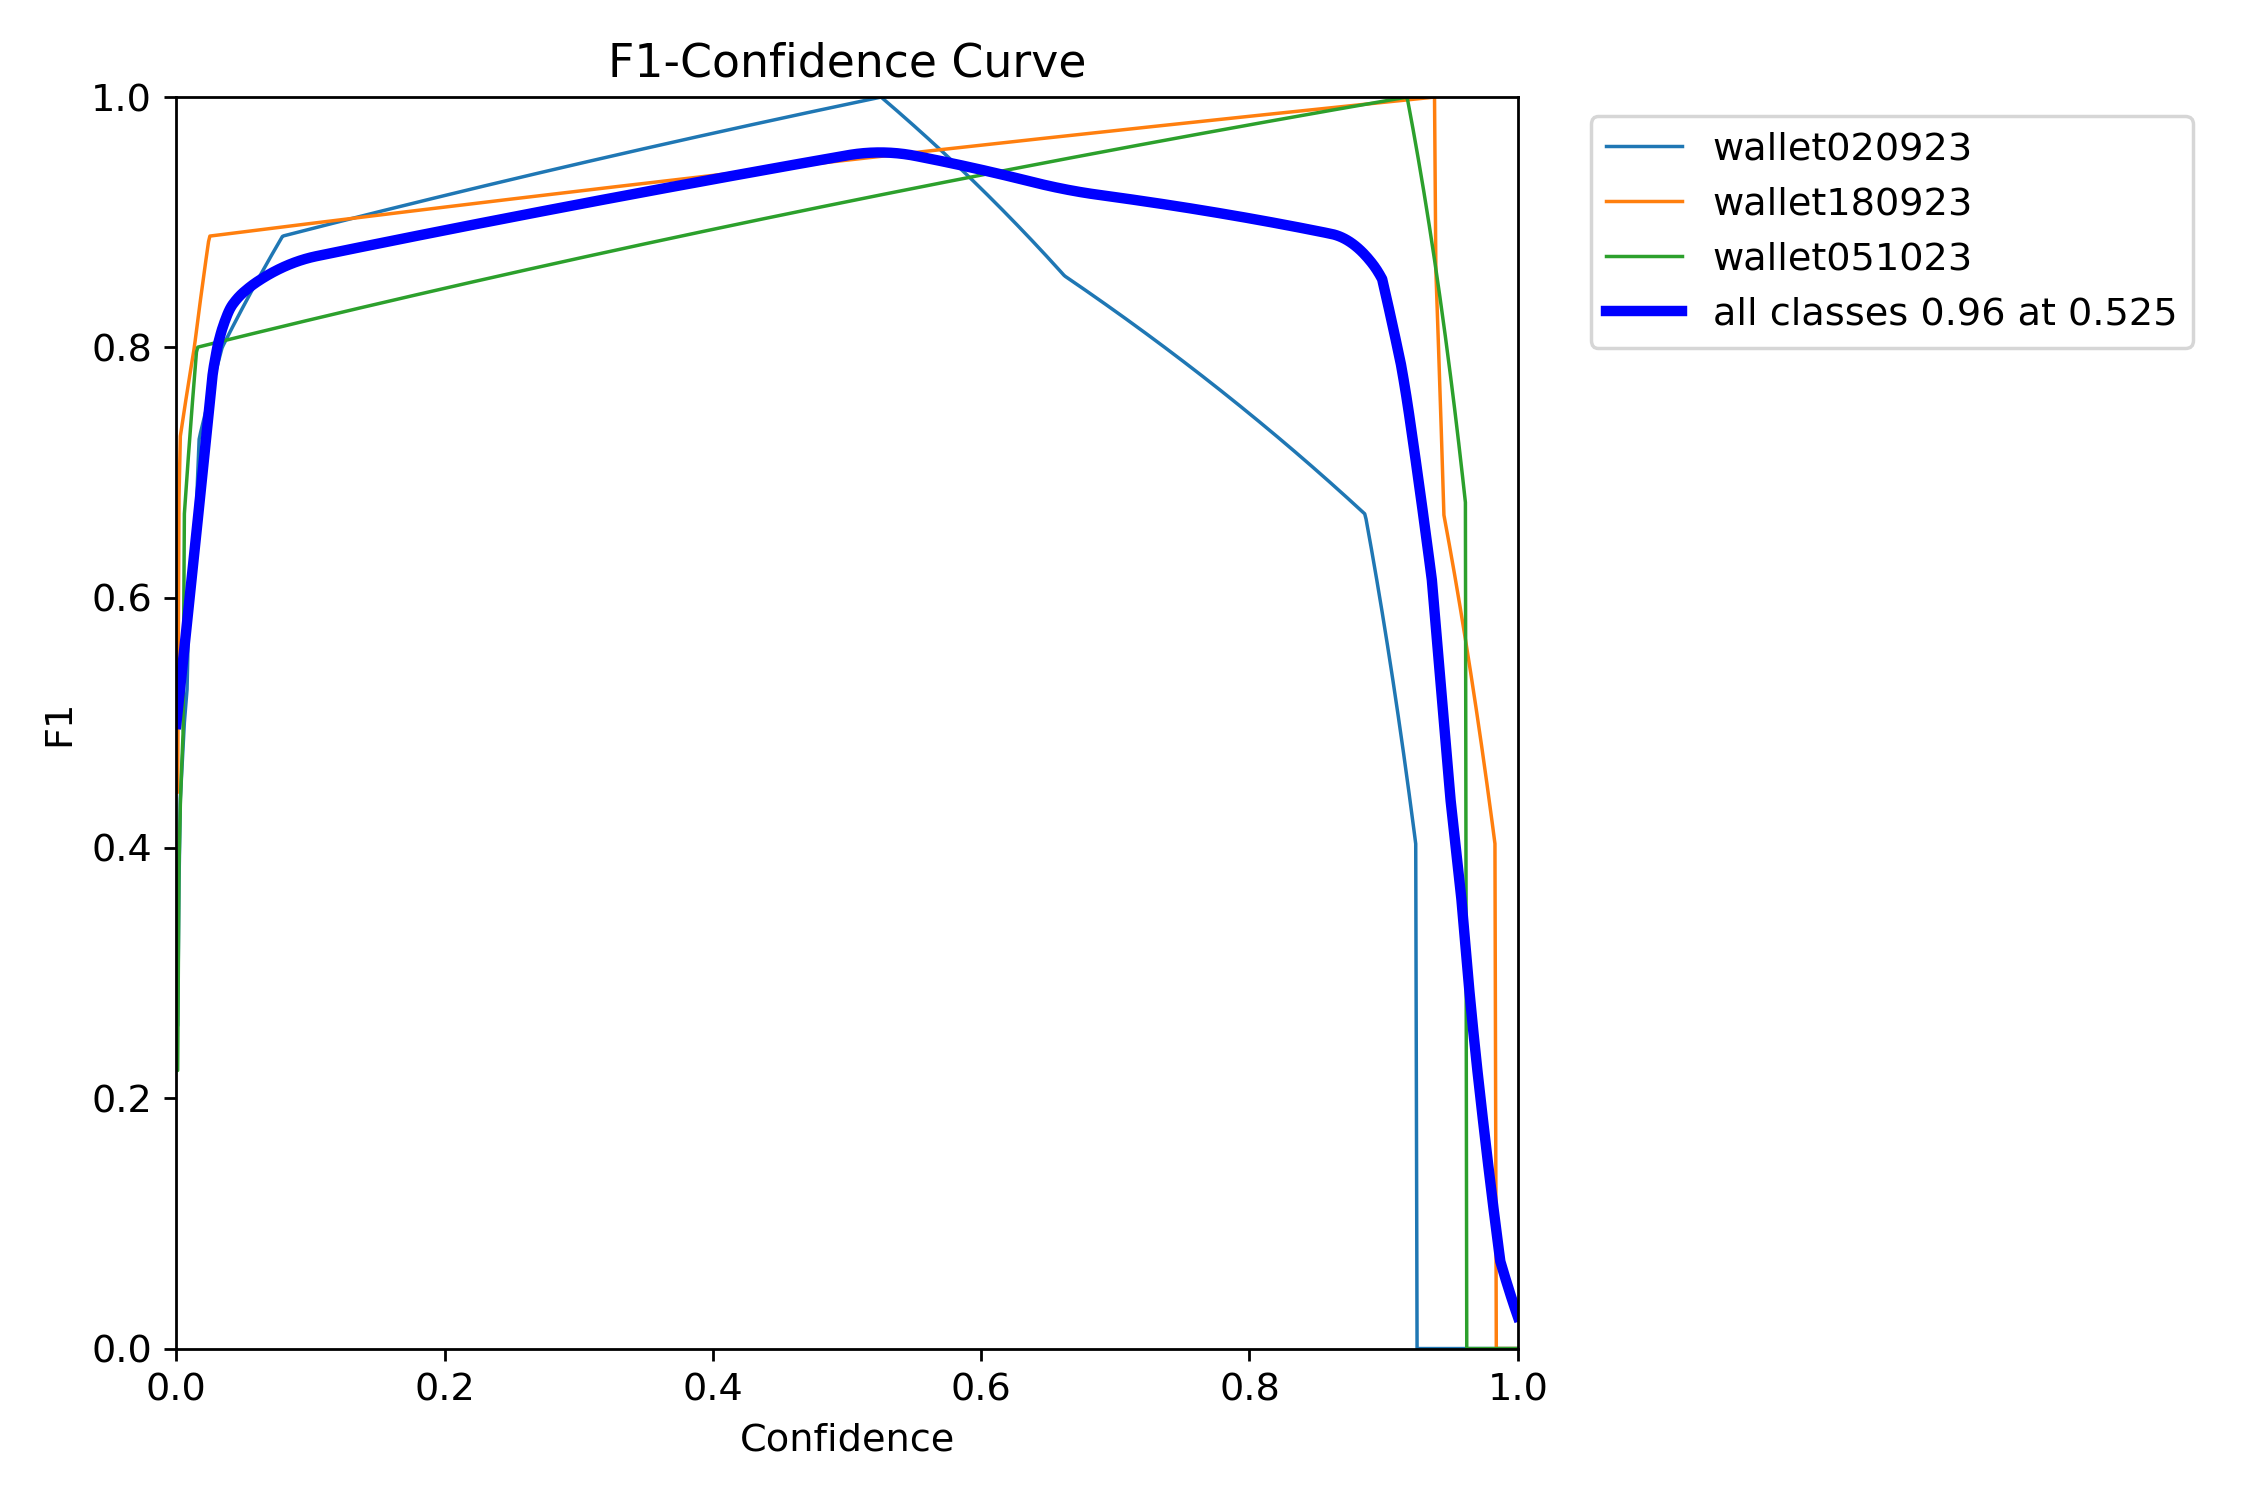 F1-Confidence Curve
1.0
0.8
0.6
0.4
0.2
0.0
F1
0.0 0.2 0.4 0.6 0.8 1.0
Confidence
wallet020923
wallet180923
wallet051023
all classes 0.96 at 0.525